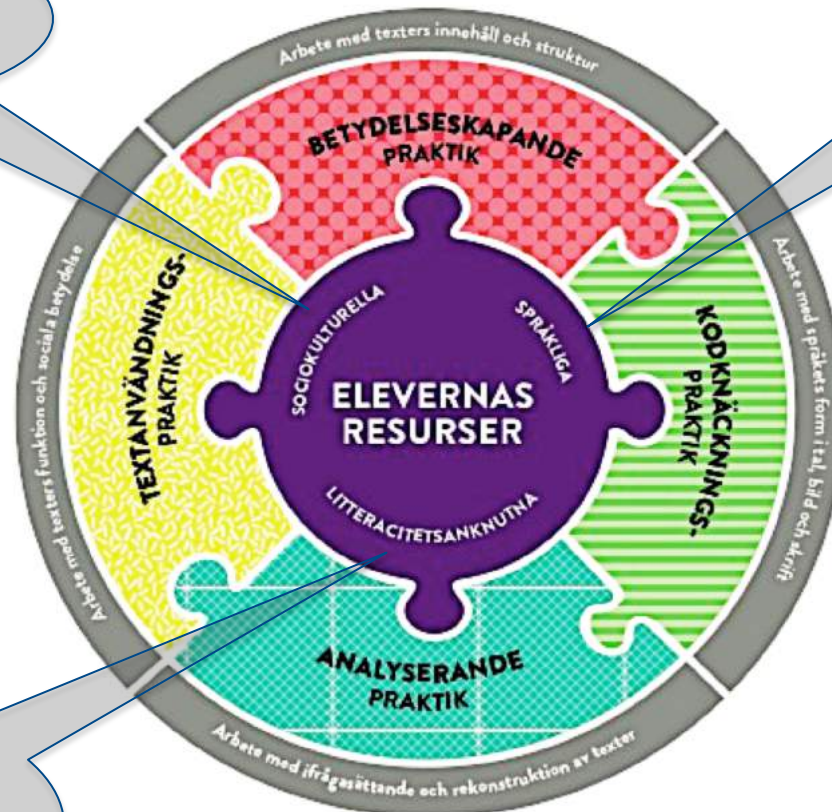 Arbete med texters innehåll och struktur
BETYDELSESKAPANDE
PRAKTIK
Arbete med texters funktion och sociala betydelse
TEXTANVÄNDNINGS-
PRAKTIK
SOCIOKULTURELLA
SPRÅKLIGA
ELEVERNAS
RESURSER
LITTERACITETSANKNUTNA
KODKNÄCKNINGS-
PRAKTIK
Arbete med språkets form i tal, bild och skrift
ANALYSERANDE
PRAKTIK
Arbete med ifrågasättande och rekonstruktion av texter